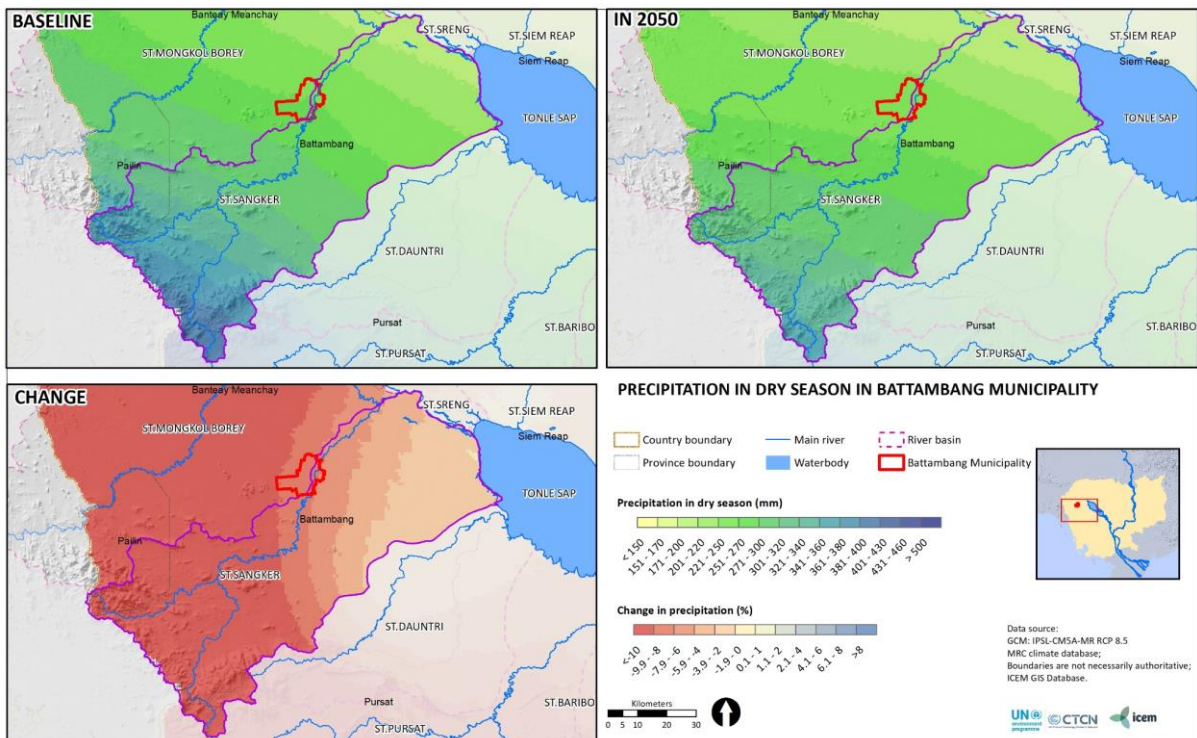 BASELINE
Banteay Meanchay
ST.SRENG
ST.SIEM REAP
Siem Reap
ST.MONGKOL BOREY
TONLE SAP
Battambang
Pailin
ST.SANGKER
ST.DAUNTRI
Pursat
ST.BARIBO
ST.PURSAT
IN 2050
Banteay Meanchay
ST.SRENG
ST.SIEM REAP
Siem Reap
ST.MONGKOL BOREY
TONLE SAP
Battambang
Pailin
ST.SANGKER
ST.DAUNTRI
Pursat
ST.BARIBO
ST.PURSAT
CHANGE
Banteay Meanchay
ST.SRENG
ST.SIEM REAP
Siem Reap
ST.MONGKOL BOREY
TONLE SAP
Battambang
Pailin
ST.SANGKER
ST.DAUNTRI
Pursat
ST.BARIBO
ST.PURSAT
PRECIPITATION IN DRY SEASON IN BATTAMBANG MUNICIPALITY
Country boundary
Main river
River basin
Province boundary
Waterbody
Battambang Municipality
Precipitation in dry season (mm)
<150
151-170
171-200
201-220
221-250
251-270
271-300
301-320
321-340
341-360
361-380
381-400
401-430
431-460
>500
Change in precipitation (%)
<-10
-9.9 - -8
-7.9 - -6
-5.9 - -4
-3.9 - -2
-1.9 - 0
0.1 - 1
1.1 - 2
2.1 - 4
4.1 - 6
6.1 - 8
>8
Kilometers
0 5 10 20 30
Data source:
GCM: IPSL-CM5A-MR RCP 8.5
MRC climate database;
Boundaries are not necessarily authoritative;
ICEM GIS Database.
UN
environment
programme
CTCN
icem